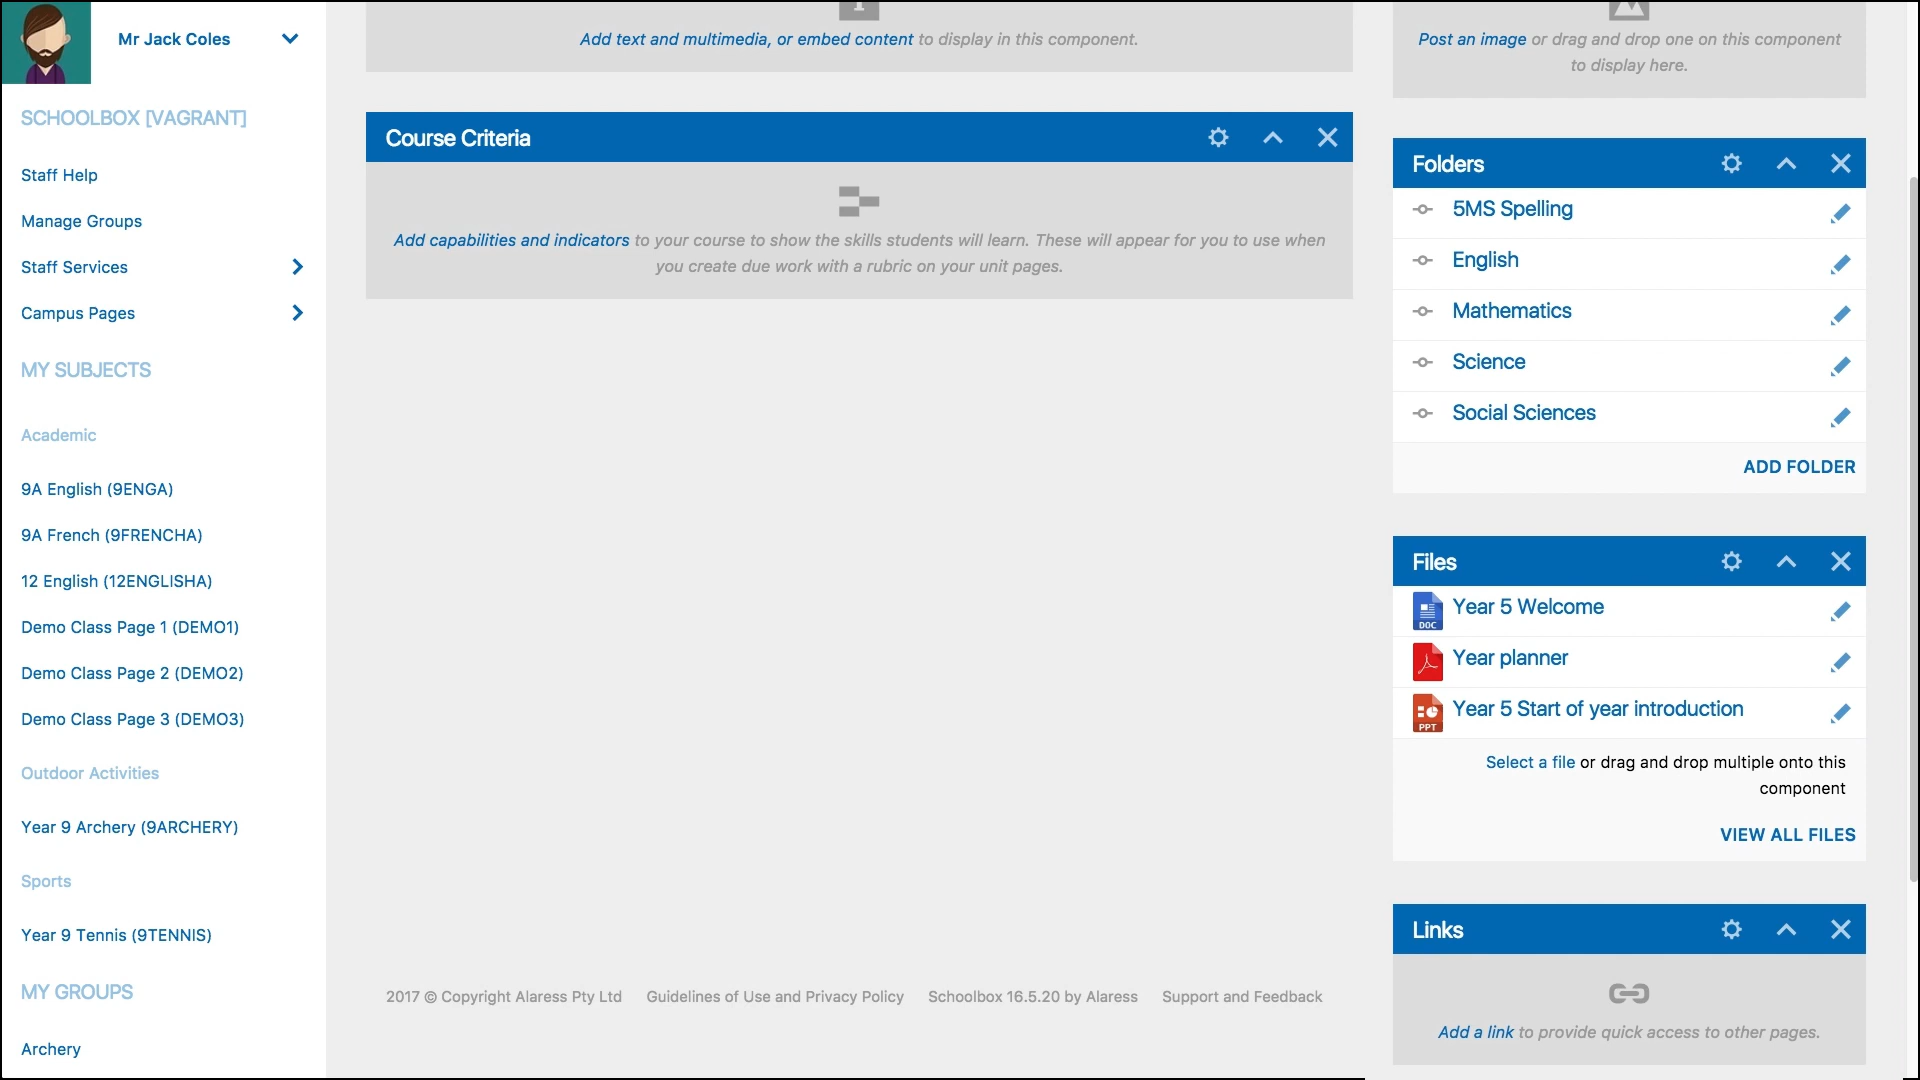 Mr Jack Coles
SCHOOLBOX [VAGRANT]
Staff Help
Manage Groups
Staff Services
Campus Pages
MY SUBJECTS
Academic
9A English (9ENGA)
9A French (9FRENCHA)
12 English (12ENGLISHA)
Demo Class Page 1 (DEMO1)
Demo Class Page 2 (DEMO2)
Demo Class Page 3 (DEMO3)
Outdoor Activities
Year 9 Archery (9ARCHERY)
Sports
Year 9 Tennis (9TENNIS)
MY GROUPS
Archery
Add text and multimedia, or embed content to display in this component.
Course Criteria
Add capabilities and indicators to your course to show the skills students will learn. These will appear for you to use when
you create due work with a rubric on your unit pages.
2017 © Copyright Alaress Pty Ltd Guidelines of Use and Privacy Policy Schoolbox 16.5.20 by Alaress Support and Feedback
Post an image or drag and drop one on this component
to display here.
Folders
5MS Spelling
English
Mathematics
Science
Social Sciences
ADD FOLDER
Files
DOC Year 5 Welcome
Year planner
PPT Year 5 Start of year introduction
Select a file or drag and drop multiple onto this
component
VIEW ALL FILES
Links
Add a link to provide quick access to other pages.